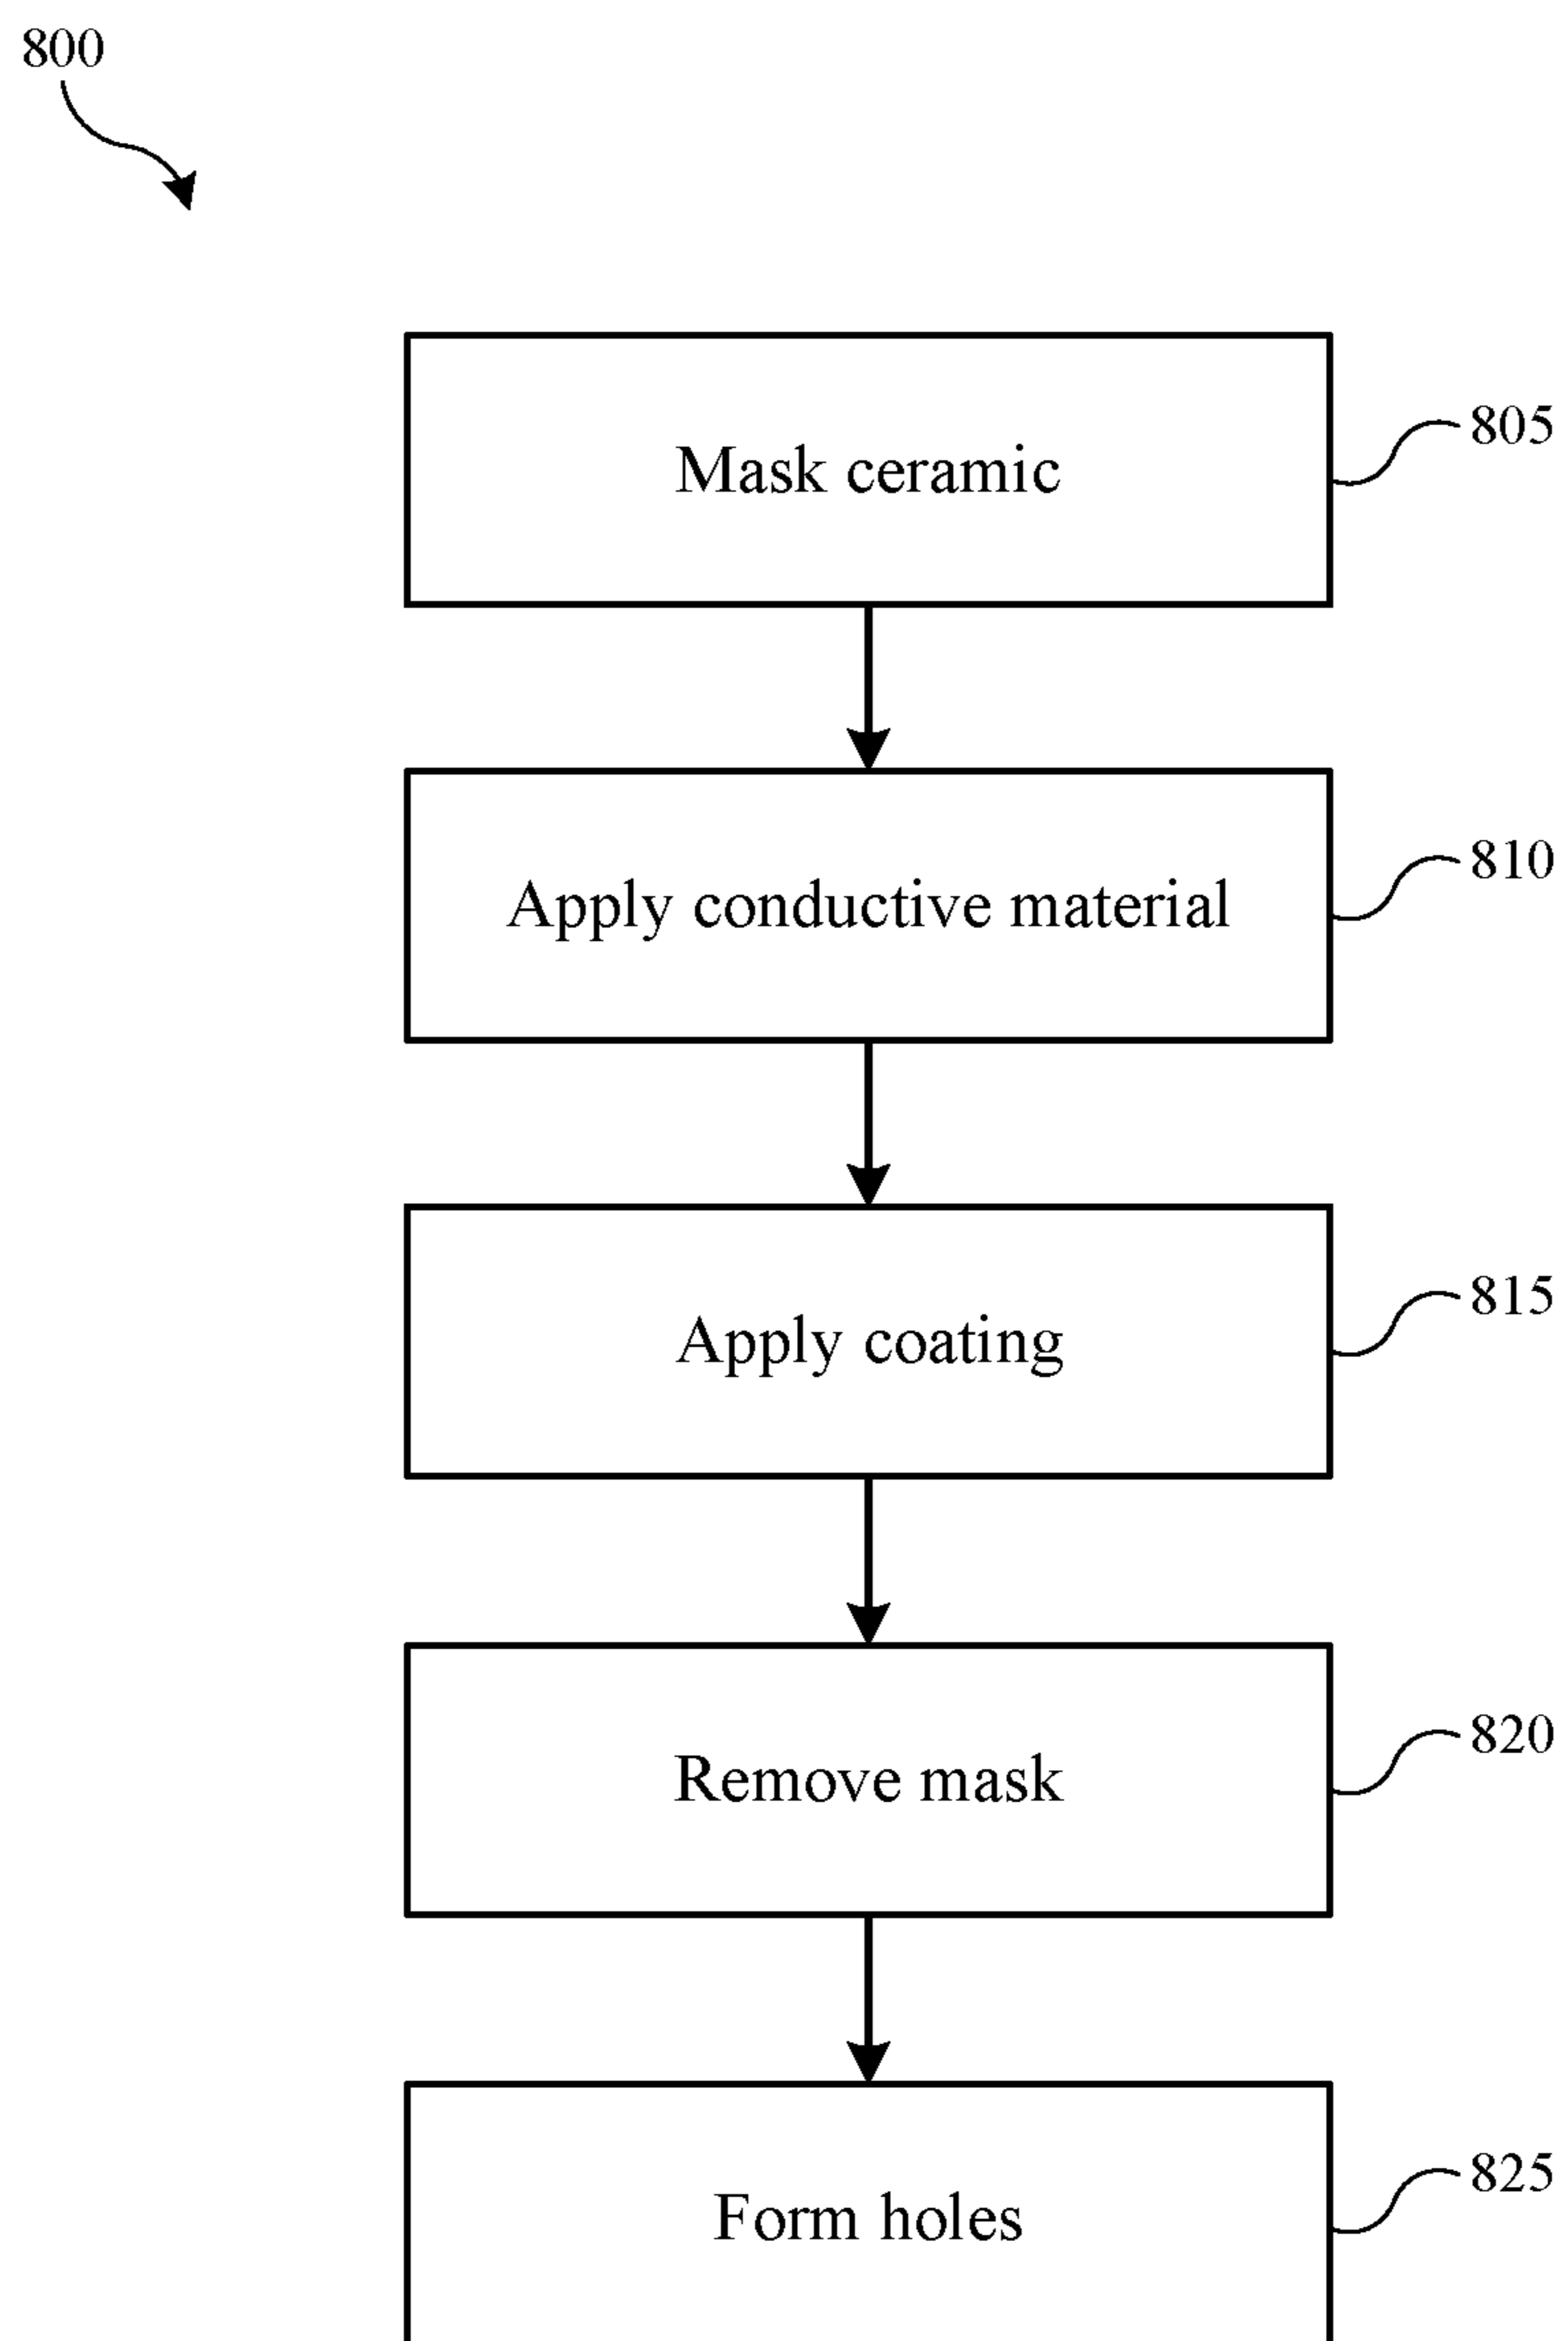 800
Mask ceramic
805
Apply conductive material
810
Apply coating
815
Remove mask
820
Form holes
825